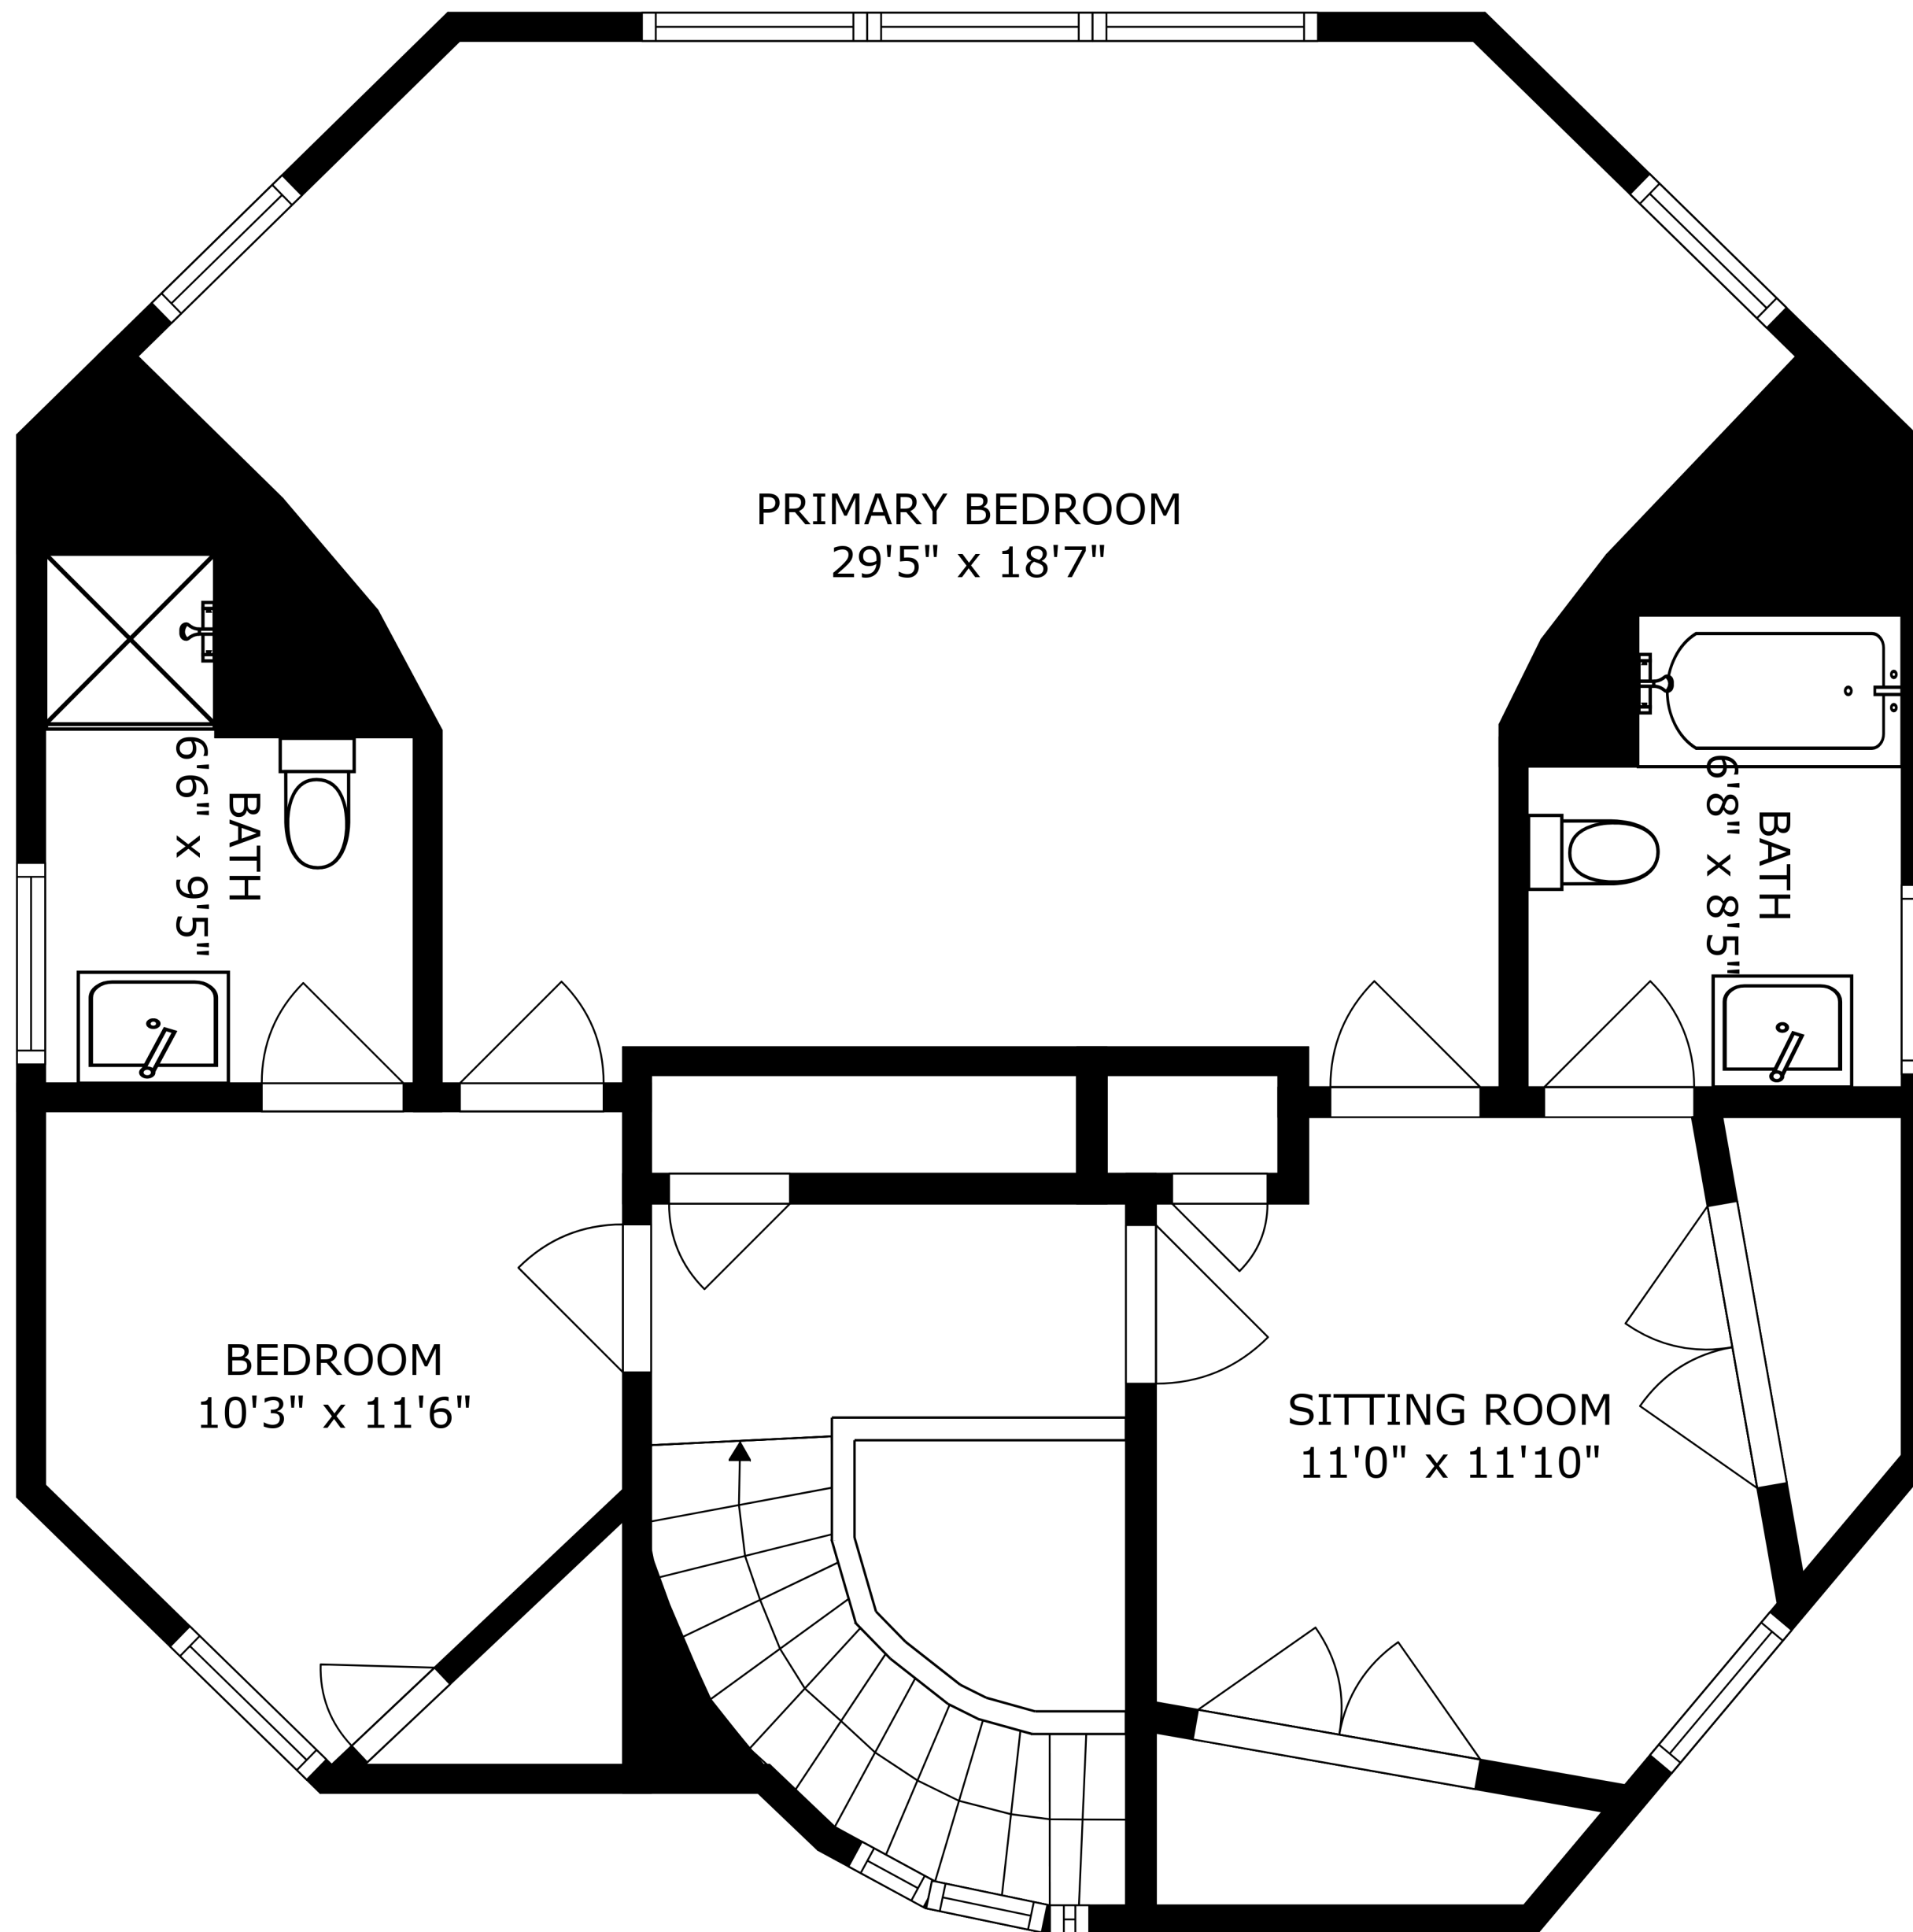 PRIMARY BEDROOM
29'5" x 18'7"
BATH
6'6" x 9'5"
BATH
6'8" x 8'5"
BEDROOM
10'3" x 11'6"
SITTING ROOM
11'0" x 11'10"